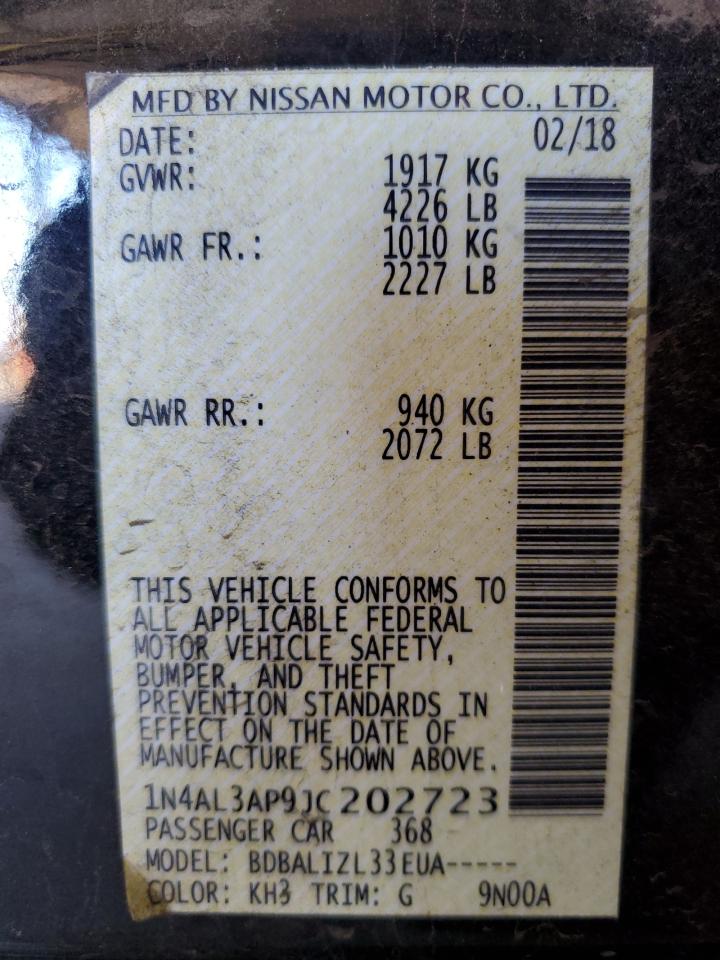 MFD BY NISSAN MOTOR CO., LTD.
DATE: 02/18
GVWR: 1917 KG
4226 LB
GAWR FR.: 1010 KG
2227 LB
GAWR RR.: 940 KG
2072 LB
THIS VEHICLE CONFORMS TO
ALL APPLICABLE FEDERAL
MOTOR VEHICLE SAFETY,
BUMPER, AND THEFT
PREVENTION STANDARDS IN
EFFECT ON THE DATE OF
MANUFACTURE SHOWN ABOVE.
1N4AL3AP9JC202723
PASSENGER CAR 368
MODEL: BDBALIZL33EUA-----
COLOR: KH3 TRIM: G 9N00A